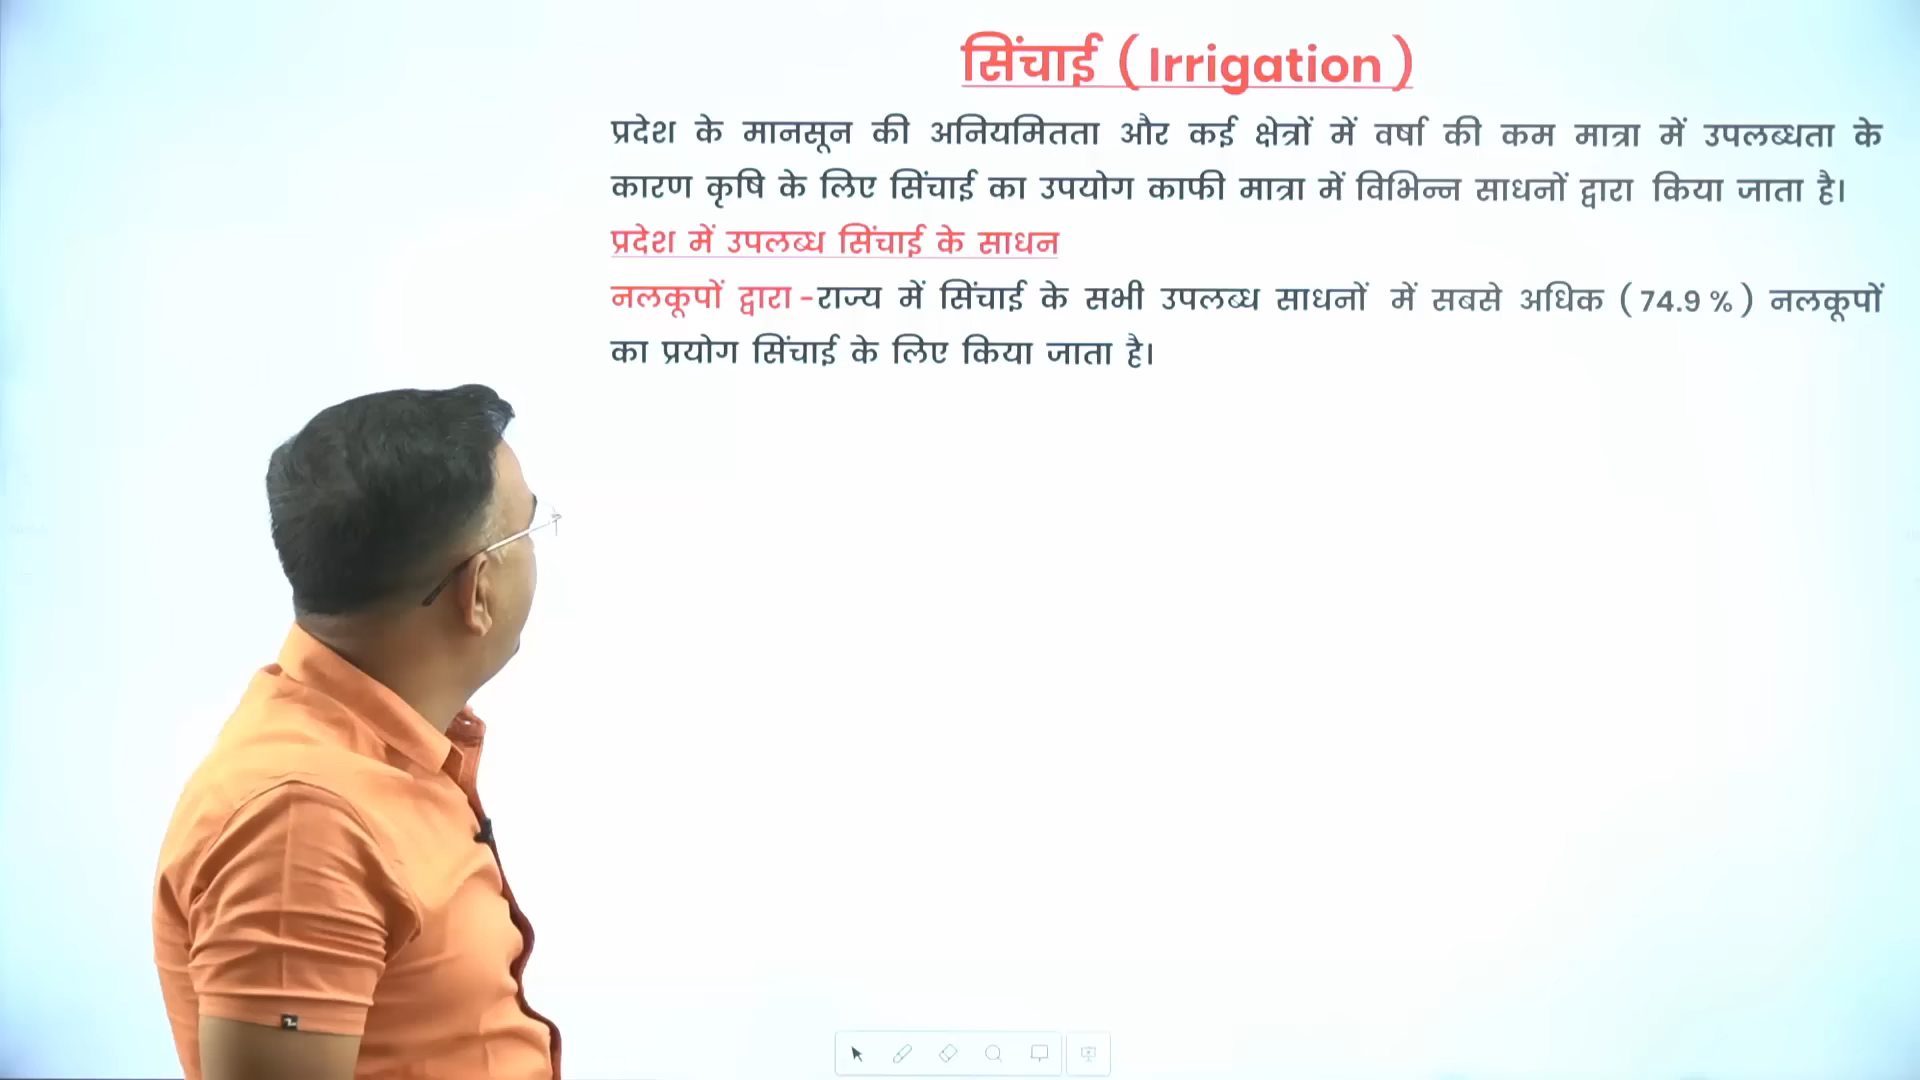 सिंचाई ( Irrigation )
प्रदेश के मानसून की अनियमितता और कई क्षेत्रों में वर्षा की कम मात्रा में उपलब्धता के
कारण कृषि के लिए सिंचाई का उपयोग काफी मात्रा में विभिन्न साधनों द्वारा किया जाता है।
प्रदेश में उपलब्ध सिंचाई के साधन
नलकूपों द्वारा -राज्य में सिंचाई के सभी उपलब्ध साधनों में सबसे अधिक ( 74.9 % ) नलकूपों
का प्रयोग सिंचाई के लिए किया जाता है।